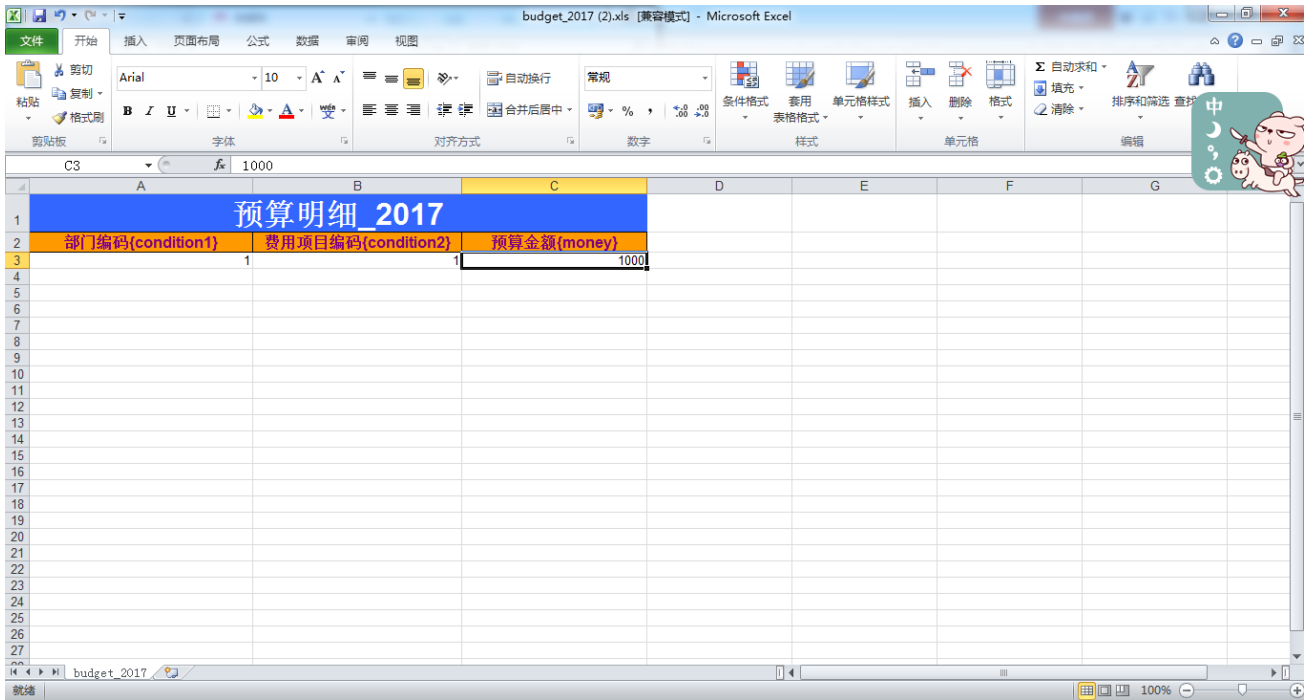 budget_2017 (2).xls [兼容模式] - Microsoft Excel
文件 开始 插入 页面布局 公式 数据 审阅 视图
剪切
Arial 10 A A 自动换行 常规 Σ 自动求和
粘贴 复制 填充
格式刷 B I U A wén 变 合并后居中 % , 条件格式 套用 表格格式 单元格样式 插入 删除 格式 清除 排序和筛选 查找
剪贴板 字体 对齐方式 数字 样式 单元格 编辑
中
C3 fx 1000
A B C D E F G
1 预算明细_2017
2 部门编码{condition1} 费用项目编码{condition2} 预算金额{money}
3 1 1 1000
4
5
6
7
8
9
10
11
12
13
14
15
16
17
18
19
20
21
22
23
24
25
26
27
budget_2017
就绪 100%